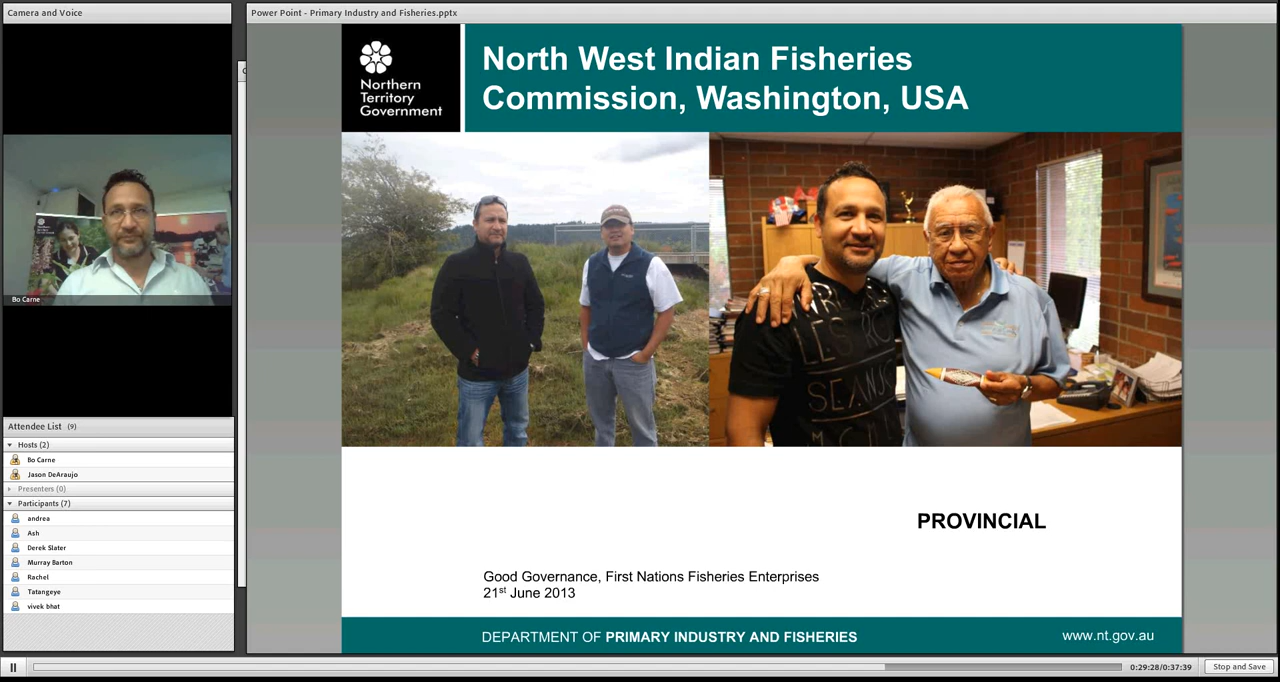 Camera and Voice
Bo Carne
Attendee List (9)
Hosts (2)
Bo Carne
Jason DeAraujo
Presenters (0)
Participants (7)
andrea
Ash
Derek Slater
Murray Barton
Rachel
Tatangeye
vivek bhat
Power Point - Primary Industry and Fisheries.pptx
Northern
Territory
Government
North West Indian Fisheries
Commission, Washington, USA
PROVINCIAL
Good Governance, First Nations Fisheries Enterprises
21st June 2013
DEPARTMENT OF PRIMARY INDUSTRY AND FISHERIES
www.nt.gov.au
0:29:28/0:37:39
Stop and Save